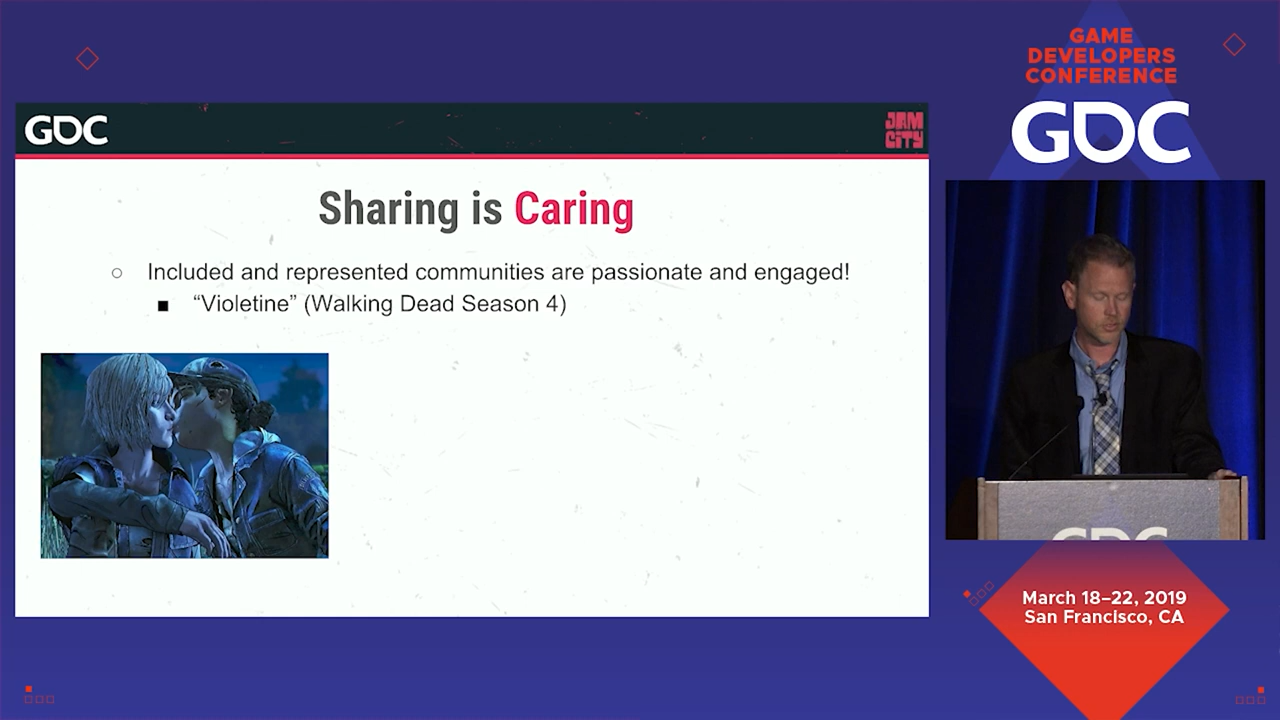 GAME
DEVELOPERS
CONFERENCE
GDC
GDC
JAM
CITY
Sharing is Caring
○ Included and represented communities are passionate and engaged!
■ “Violetine” (Walking Dead Season 4)
GDC
March 18–22, 2019
San Francisco, CA